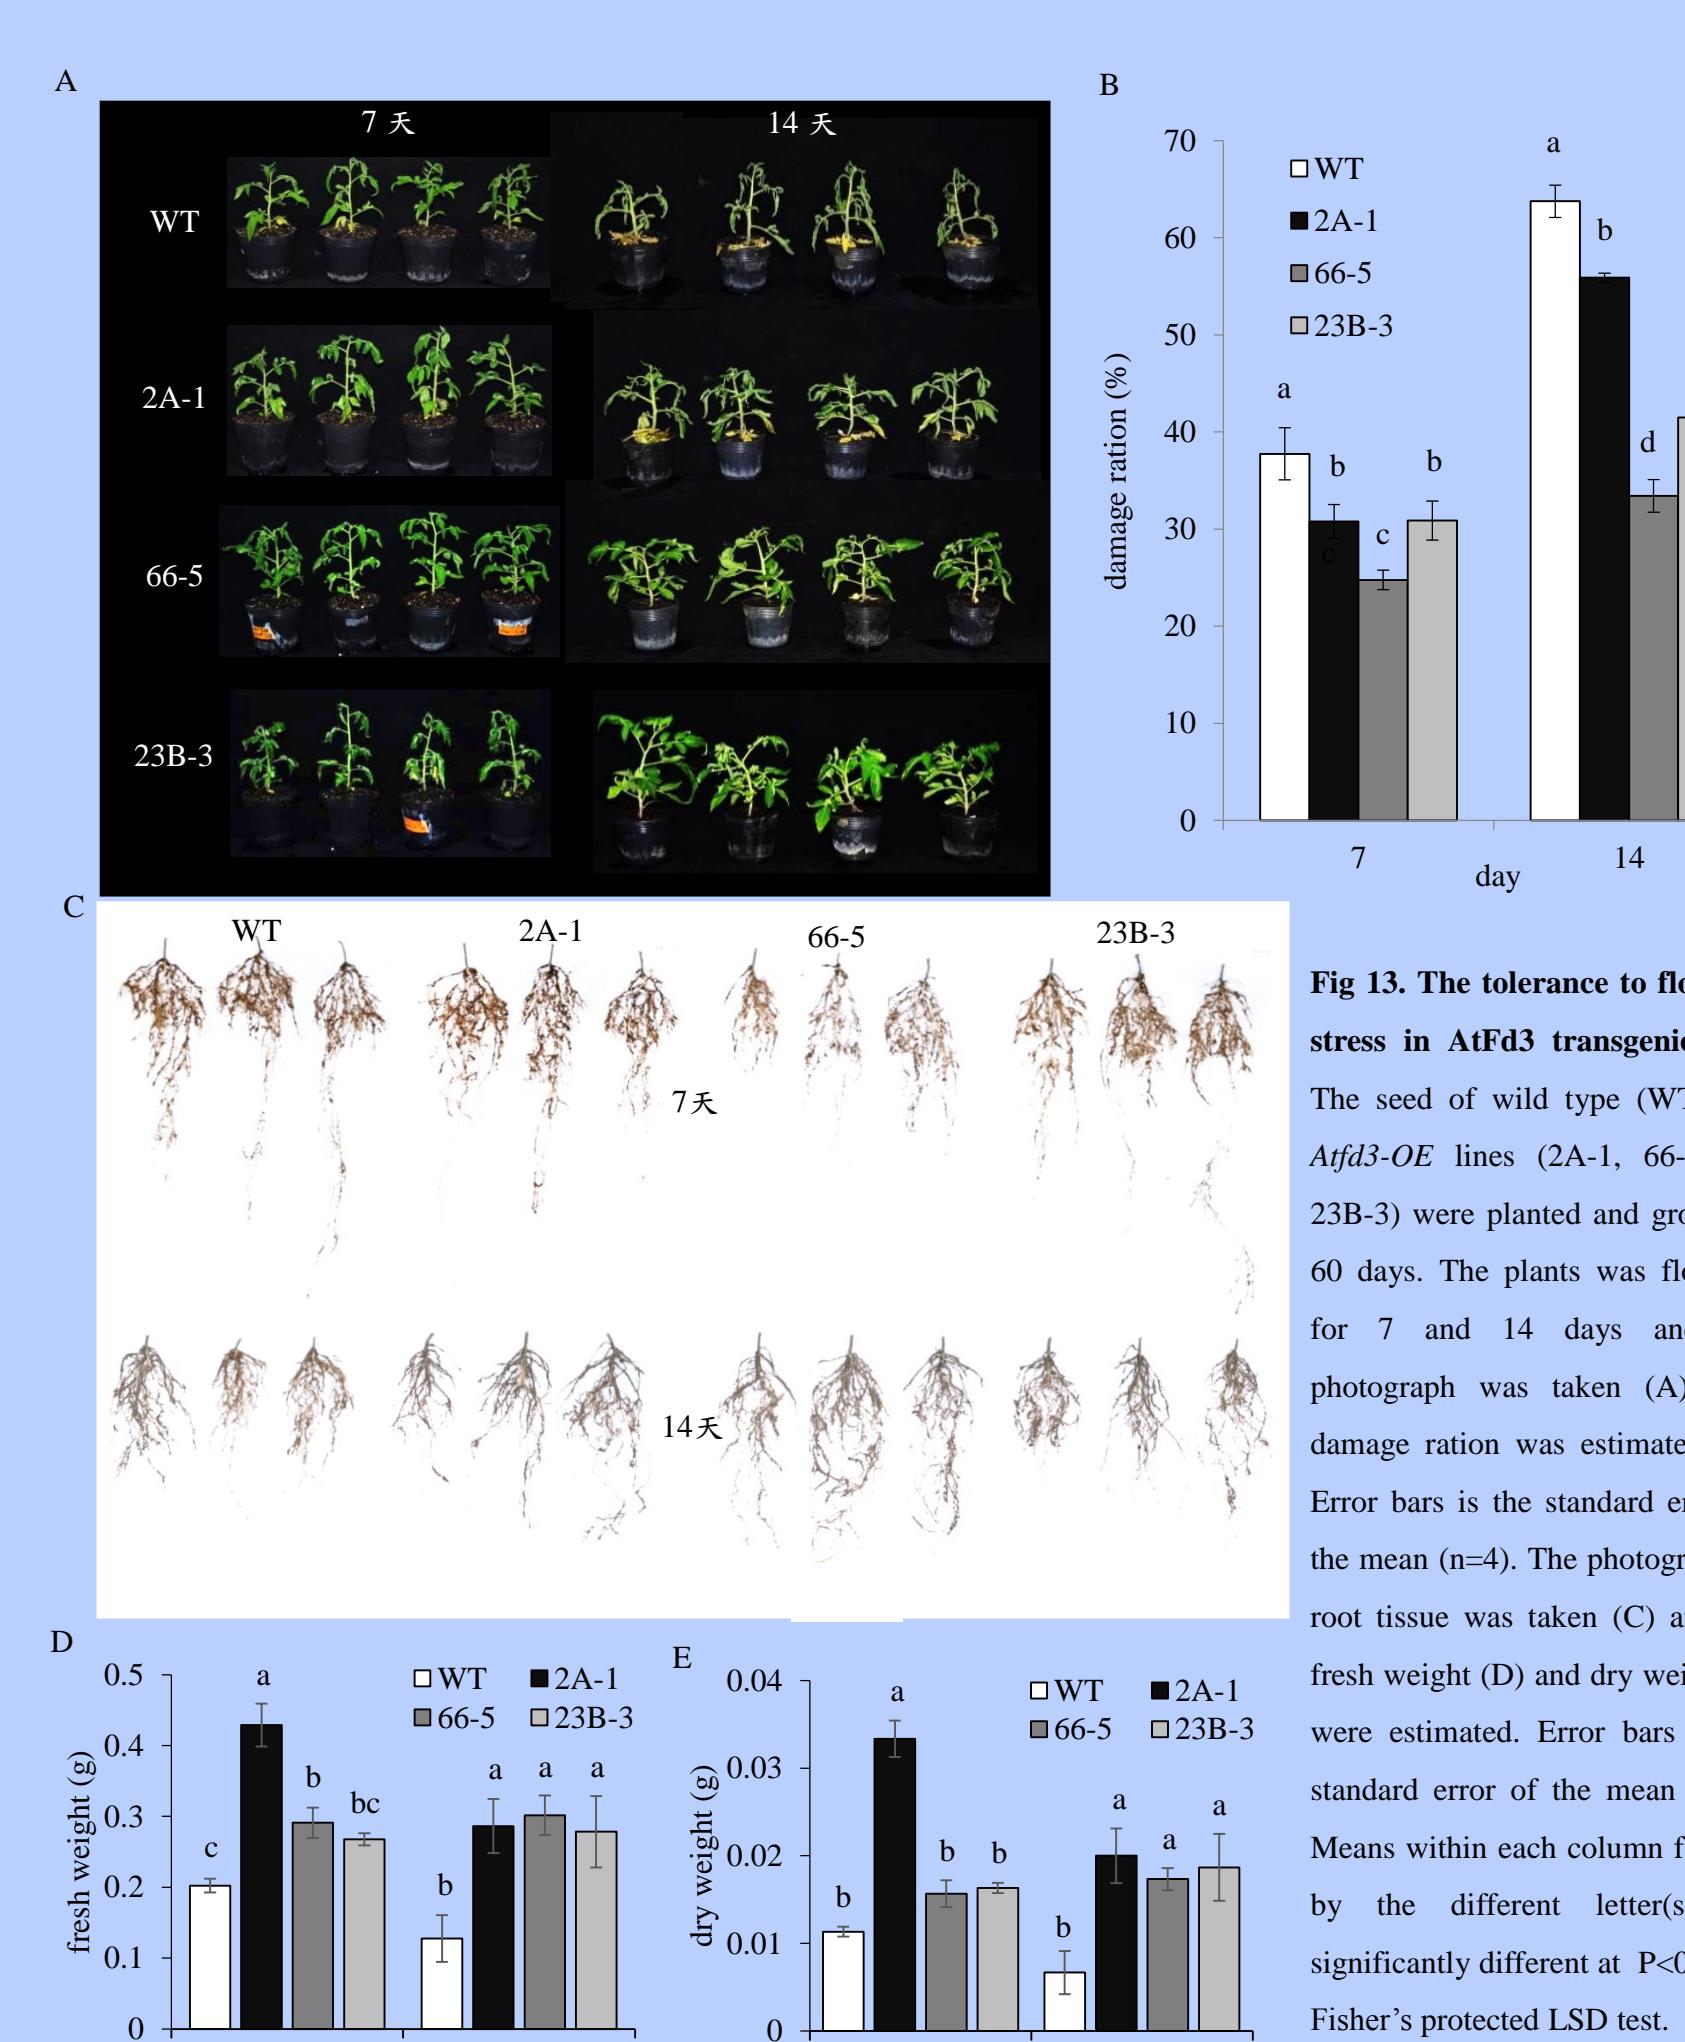 A
7 天
14 天
WT
2A-1
66-5
23B-3
B
70
60
50
40
30
20
10
0
damage ration (%)
WT
2A-1
66-5
23B-3
a
b
c
c
b
a
b
d
7
14
day
C
WT
2A-1
66-5
23B-3
7天
14天
Fig 13. The tolerance to flo
stress in AtFd3 transgenic
The seed of wild type (WT
Atfd3-OE lines (2A-1, 66-
23B-3) were planted and gro
60 days. The plants was flo
for 7 and 14 days an
photograph was taken (A)
damage ration was estimate
Error bars is the standard er
the mean (n=4). The photogr
root tissue was taken (C) a
fresh weight (D) and dry wei
were estimated. Error bars
standard error of the mean
Means within each column f
by the different letter(s
significantly different at P<0
Fisher’s protected LSD test.
D
0.5
0.4
0.3
0.2
0.1
0
fresh weight (g)
WT 2A-1
66-5 23B-3
c
a
b
bc
b
a
a
a
E
0.04
0.03
0.02
0.01
0
dry weight (g)
WT 2A-1
66-5 23B-3
b
a
b
b
b
a
a
a